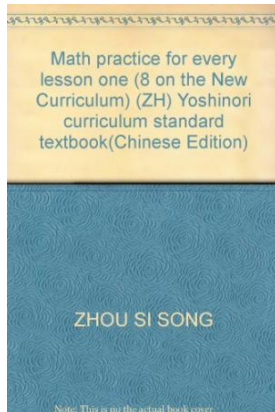 Math practice for every
lesson one (8 on the New
Curriculum) (ZH) Yoshinori
curriculum standard
textbook(Chinese Edition)
ZHOU SI SONG
Note: This is no the actual book cover